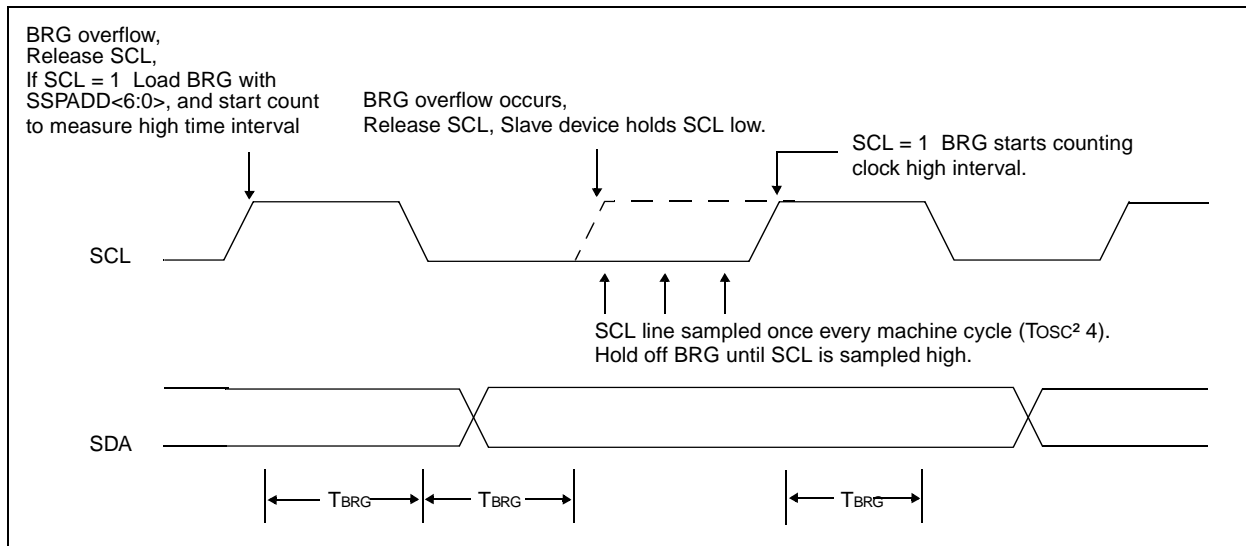 BRG overflow,
Release SCL,
If SCL = 1 Load BRG with
SSPADD<6:0>, and start count
to measure high time interval
BRG overflow occurs,
Release SCL, Slave device holds SCL low.
SCL = 1 BRG starts counting
clock high interval.
SCL
SCL line sampled once every machine cycle (TOSC² 4).
Hold off BRG until SCL is sampled high.
SDA
TBRG
TBRG
TBRG